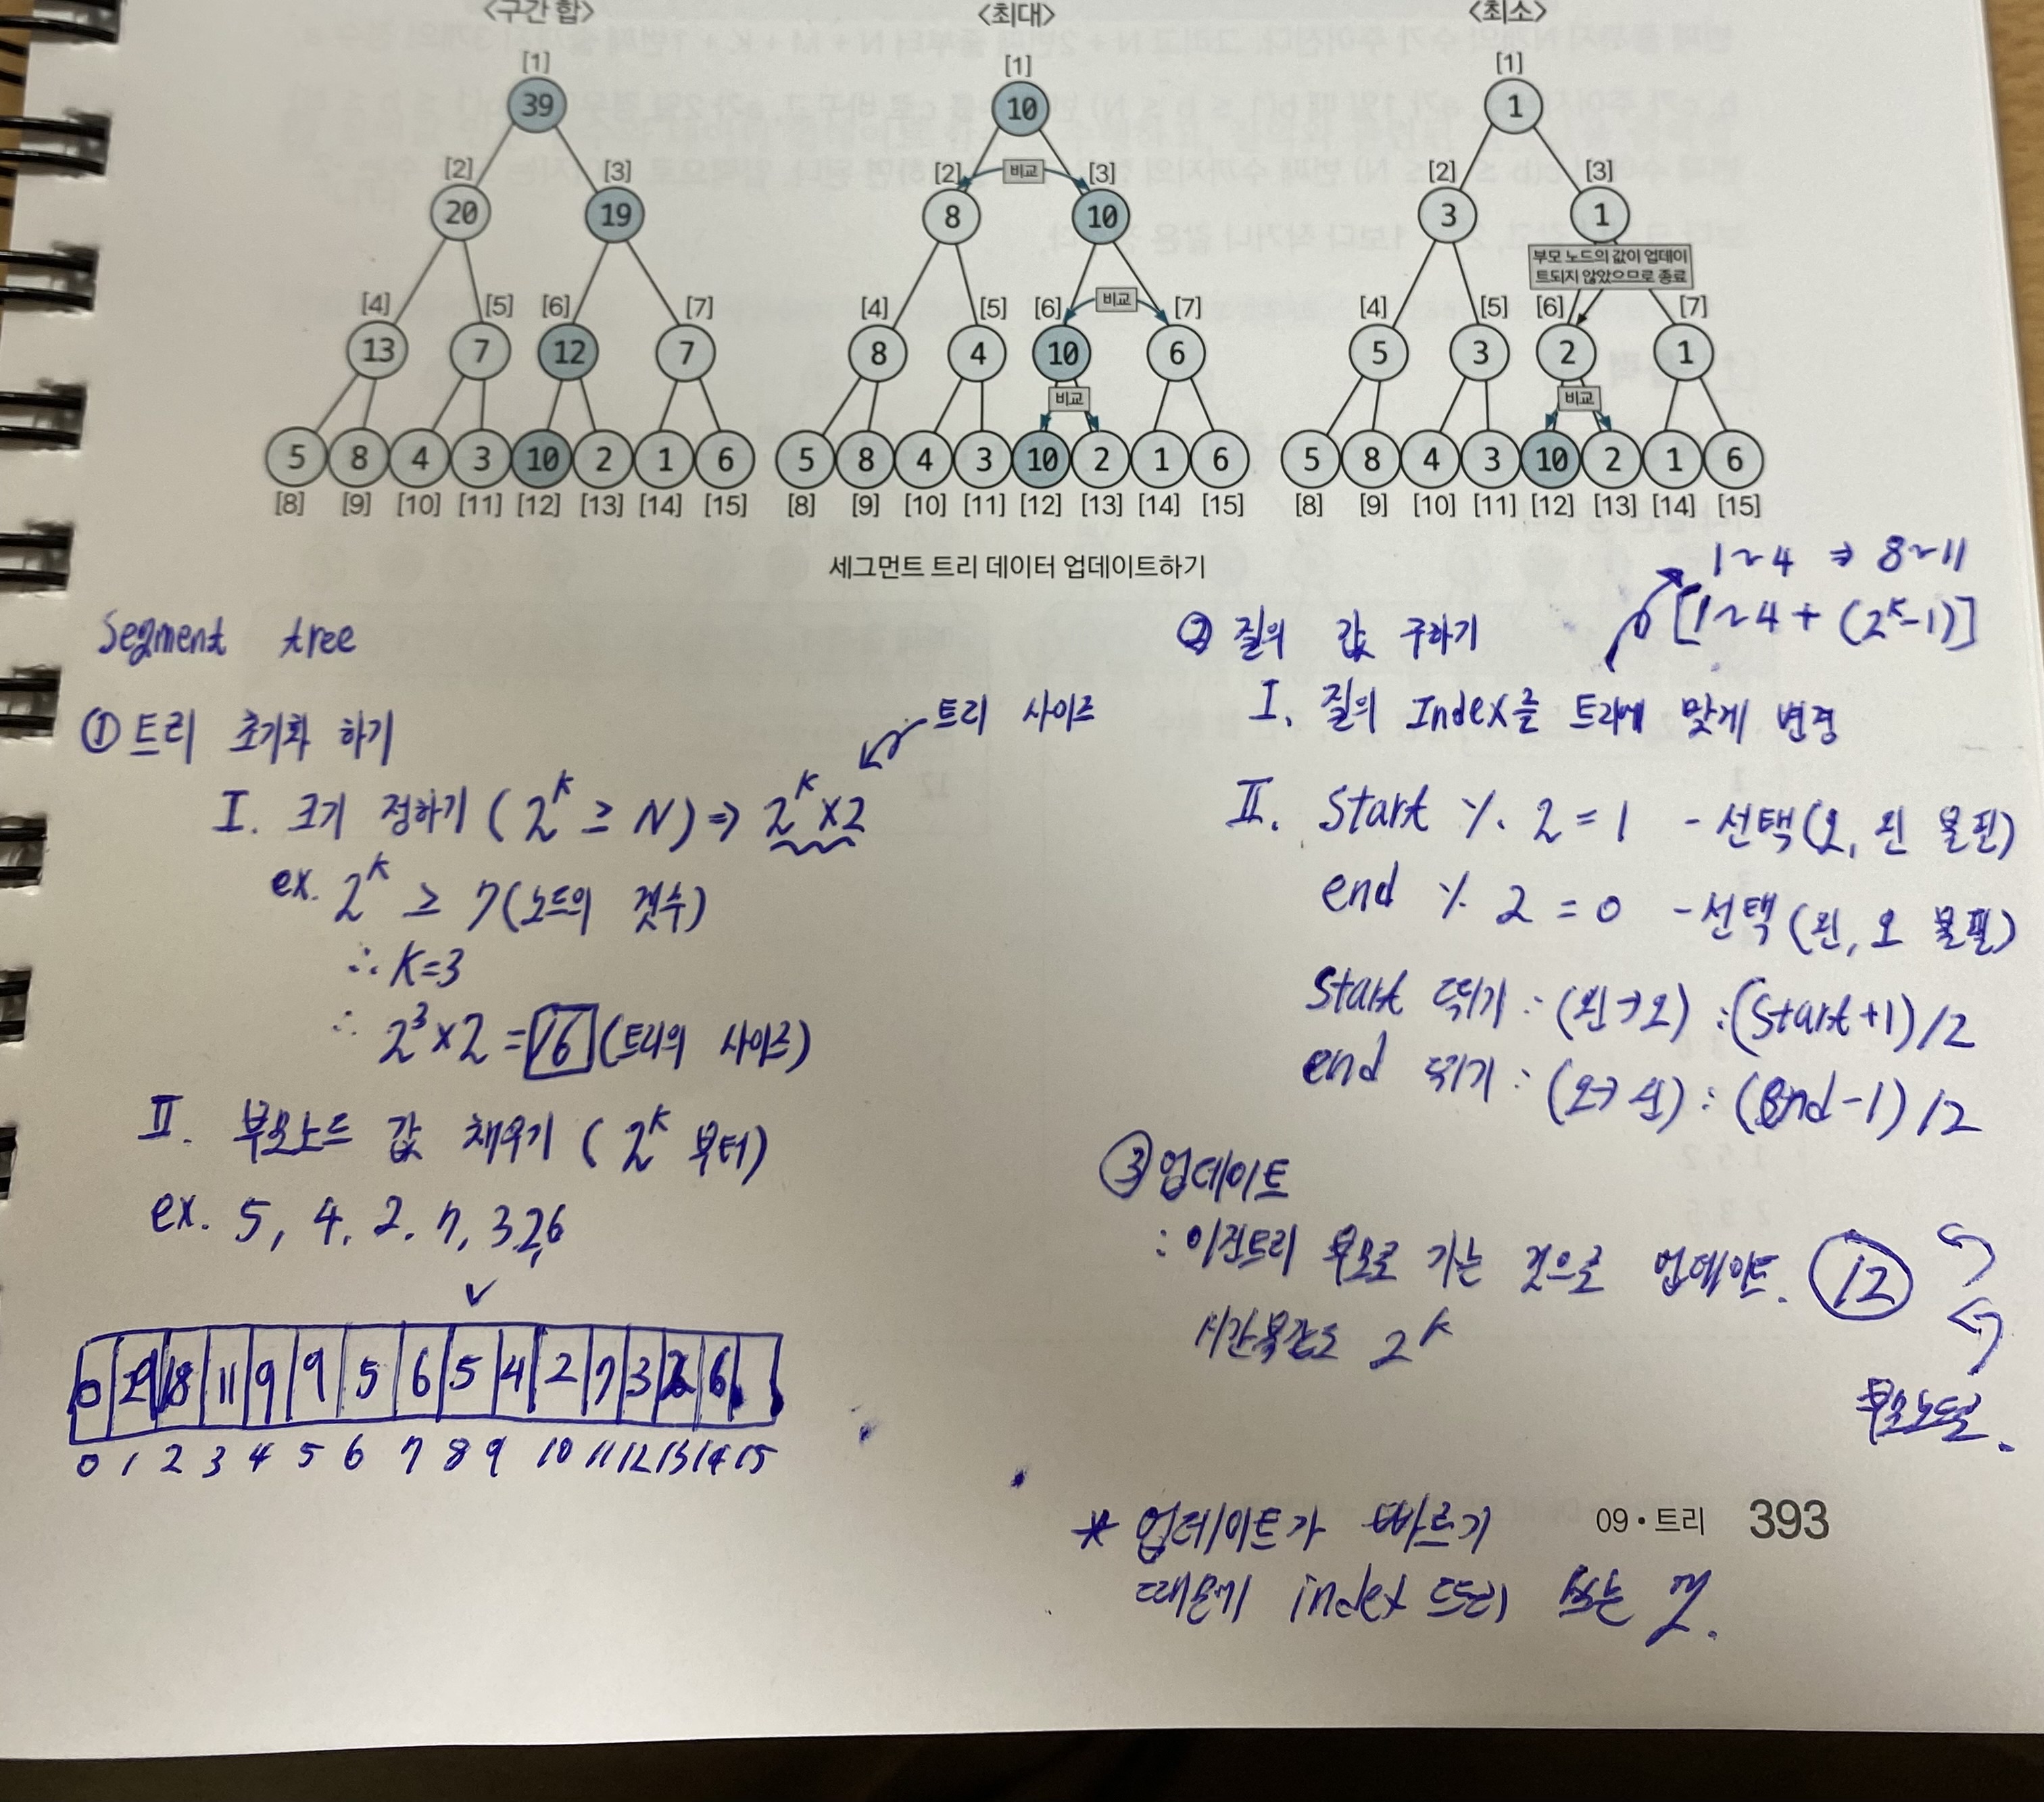 <구간 합>
<최대>
<최소>
[1]
39
[2] [3]
20 19
[4] [5] [6] [7]
13 7 12 7
5 8 4 3 10 2 1 6
[8] [9] [10] [11] [12] [13] [14] [15]
[1]
10
[2] 비교 [3]
8 10
[4] [5] [6] 비교 [7]
8 4 10 6
비교
5 8 4 3 10 2 1 6
[8] [9] [10] [11] [12] [13] [14] [15]
[1]
1
[2] [3]
3 1
부모 노드의 값이 업데이
트되지 않았으므로 종료
[4] [5] [6] [7]
5 3 2 1
비교
5 8 4 3 10 2 1 6
[8] [9] [10] [11] [12] [13] [14] [15]
세그먼트 트리 데이터 업데이트하기
Segment tree
① 트리 초기화 하기
트리 사이즈
I. 크기 정하기 (2^K ≥ N) => 2^K×2
ex. 2^K ≥ 7 (노드의 겟수)
∴ K=3
∴ 2³×2 = 16 (트리의 사이즈)
II. 부모노드 값 채우기 (2^K 부터)
ex. 5, 4, 2, 7, 3, 2, 6
0 29 18 11 9 9 5 6 5 4 2 7 3 2 6
0 1 2 3 4 5 6 7 8 9 10 11 12 13 14 15
1~4 => 8~11
[1~4 + (2^K-1)]
② 질의 값 구하기
I. 질의 Index를 트리에 맞게 변경
II. Start % 2 = 1 - 선택(오, 왼 불필)
end % 2 = 0 - 선택(왼, 오 불필)
Start 뛰기 : (왼→오) : (Start+1)/2
end 뛰기 : (오→왼) : (End-1)/2
③ 업데이트
: 이진트리 부모로 가는 것으로 업데이트.
12
시간복잡도 2^K
부모노드로.
* 업데이트가 빠르기
때문에 index 트리 쓰는 것.
09 • 트리 393